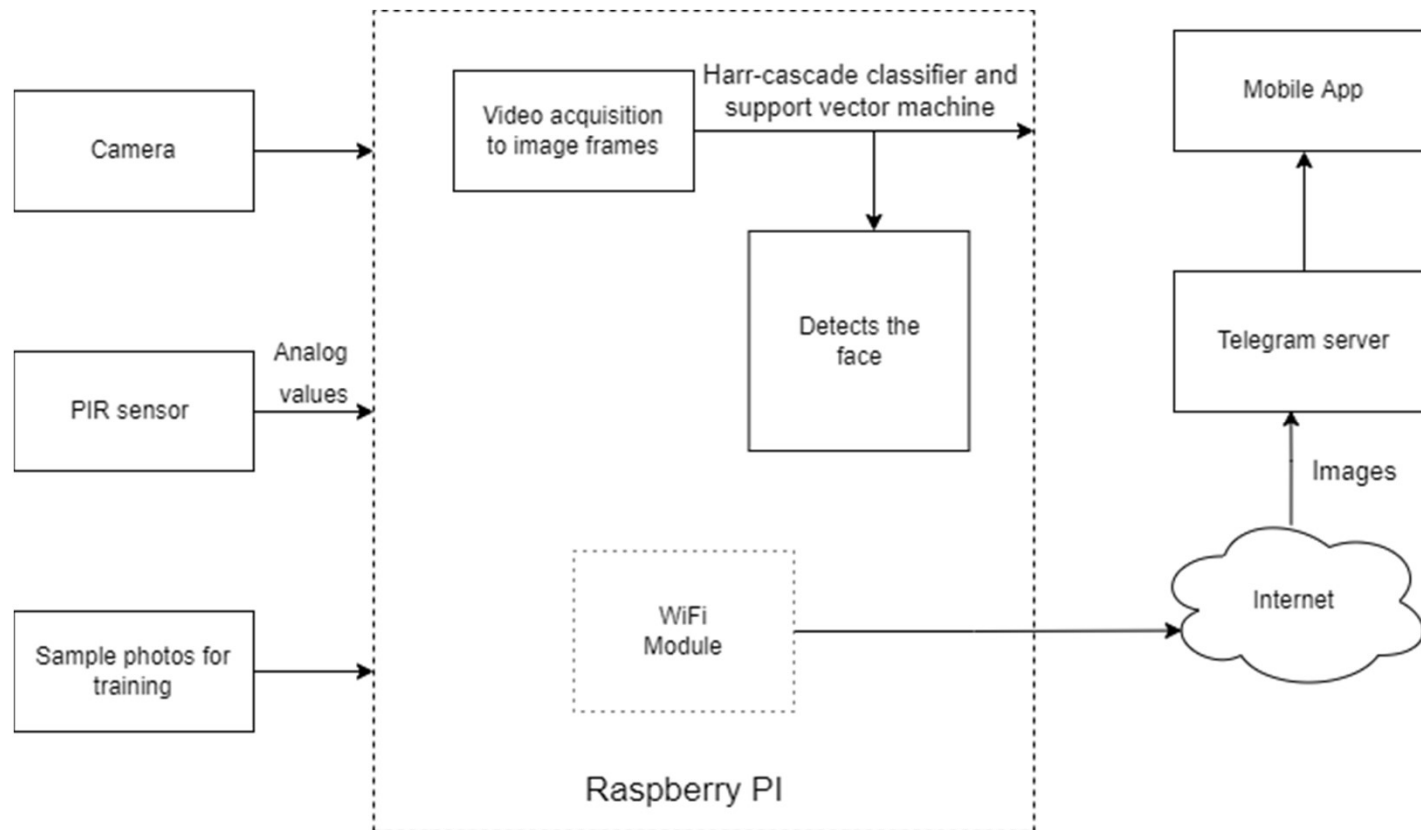 Camera
PIR sensor
Analog
values
Sample photos for
training
Video acquisition
to image frames
Harr-cascade classifier and
support vector machine
Detects the
face
WiFi
Module
Raspberry PI
Mobile App
Telegram server
Images
Internet